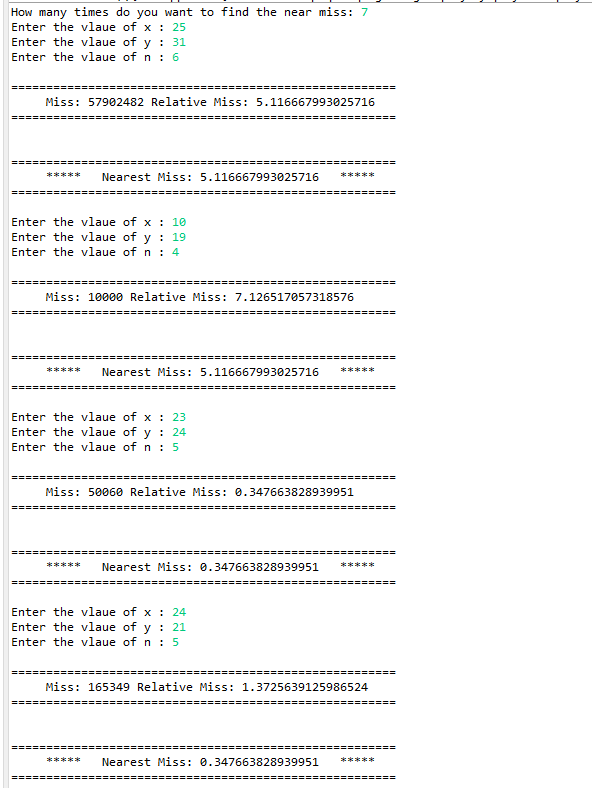 How many times do you want to find the near miss: 7
Enter the vlaue of x : 25
Enter the vlaue of y : 31
Enter the vlaue of n : 6
=======================================================
Miss: 57902482 Relative Miss: 5.116667993025716
=======================================================
=======================================================
***** Nearest Miss: 5.116667993025716 *****
=======================================================
Enter the vlaue of x : 10
Enter the vlaue of y : 19
Enter the vlaue of n : 4
=======================================================
Miss: 10000 Relative Miss: 7.126517057318576
=======================================================
=======================================================
***** Nearest Miss: 5.116667993025716 *****
=======================================================
Enter the vlaue of x : 23
Enter the vlaue of y : 24
Enter the vlaue of n : 5
=======================================================
Miss: 50060 Relative Miss: 0.347663828939951
=======================================================
=======================================================
***** Nearest Miss: 0.347663828939951 *****
=======================================================
Enter the vlaue of x : 24
Enter the vlaue of y : 21
Enter the vlaue of n : 5
=======================================================
Miss: 165349 Relative Miss: 1.3725639125986524
=======================================================
=======================================================
***** Nearest Miss: 0.347663828939951 *****
=======================================================